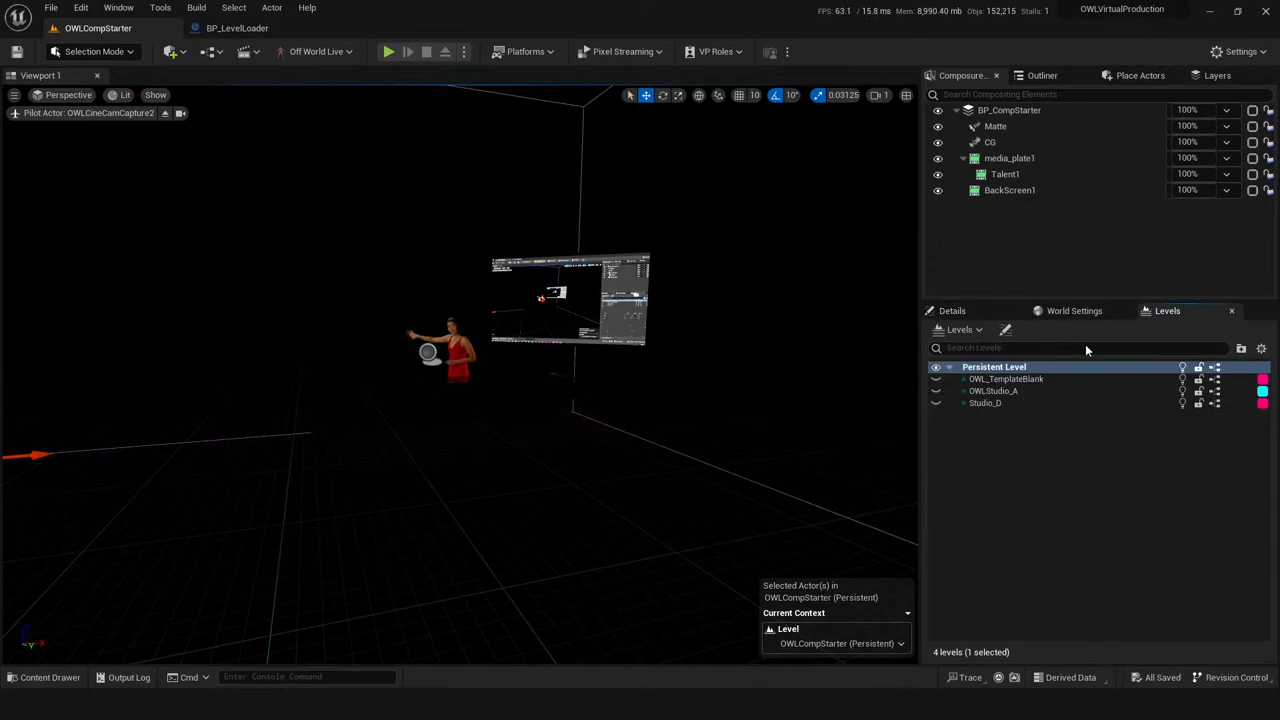 File Edit Window Tools Build Select Actor Help
FPS: 63.1 / 15.8 ms Mem: 8,990.40 mb Objs: 152,215 Stalls: 1
OWLVirtualProduction
OWLCompStarter
BP_LevelLoader
Selection Mode
Off World Live
Platforms
Pixel Streaming
VP Roles
Settings
Viewport 1
Perspective
Lit
Show
10
10°
0.03125
1
Pilot Actor: OWLCineCamCapture2
Composure...
Outliner
Place Actors
Layers
Search Compositing Elements
BP_CompStarter 100%
Matte 100%
CG 100%
media_plate1 100%
Talent1 100%
BackScreen1 100%
Details
World Settings
Levels
Levels
Search Levels
Persistent Level
OWL_TemplateBlank
OWLStudio_A
Studio_D
Selected Actor(s) in
OWLCompStarter (Persistent)
Current Context
Level
OWLCompStarter (Persistent)
4 levels (1 selected)
Content Drawer
Output Log
Cmd
Enter Console Command
Trace
Derived Data
All Saved
Revision Control